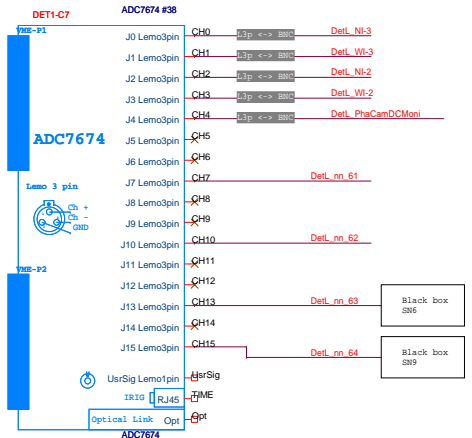 DET1-C7 ADC7674 #38
VME-P1
J0 Lemo3pin CH0 L3p <-> BNC DetL_NI-3
J1 Lemo3pin CH1 L3p <-> BNC DetL_WI-3
J2 Lemo3pin CH2 L3p <-> BNC DetL_NI-2
J3 Lemo3pin CH3 L3p <-> BNC DetL_WI-2
J4 Lemo3pin CH4 L3p <-> BNC DetL_PhaCamDCMoni
ADC7674
J5 Lemo3pin CH5
J6 Lemo3pin CH6
J7 Lemo3pin CH7 DetL_nn_61
Lemo 3 pin
J8 Lemo3pin CH8
Ch +
Ch -
GND
J9 Lemo3pin CH9
J10 Lemo3pin CH10 DetL_nn_62
J11 Lemo3pin CH11
VME-P2
J12 Lemo3pin CH12
J13 Lemo3pin CH13 DetL_nn_63
Black box
SN6
J14 Lemo3pin CH14
J15 Lemo3pin CH15 DetL_nn_64
Black box
SN9
UsrSig Lemo1pin UsrSig
IRIG RJ45 TIME
Optical Link Opt Opt
ADC7674